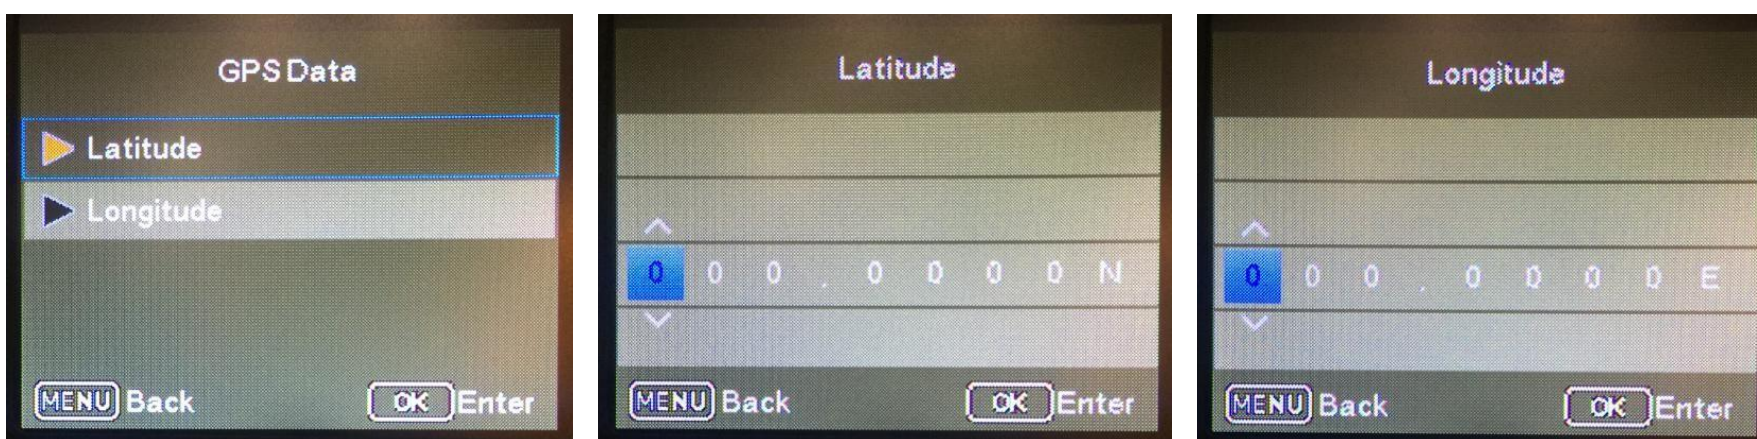 GPS Data
Latitude
Longitude
MENU Back OK Enter
Latitude
0 0 0 . 0 0 0 0 N
MENU Back OK Enter
Longitude
0 0 0 . 0 0 0 0 E
MENU Back OK Enter